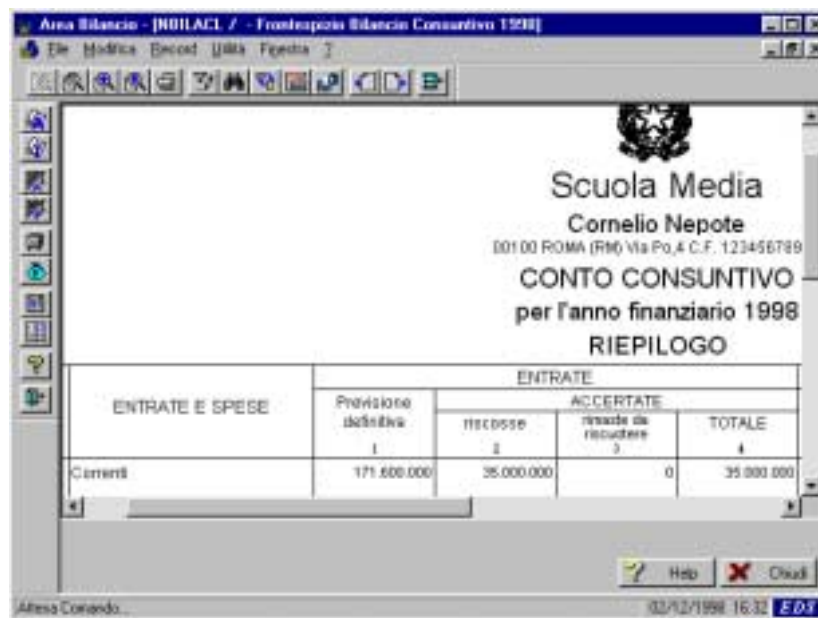 Area Bilancio - [NBILACL / - Frontespizio Bilancio Consuntivo 1998]
File Modifica Record Utilità Finestra ?
Scuola Media
Cornelio Nepote
00100 ROMA (RM) Via Po,4 C.F. 123456789
CONTO CONSUNTIVO
per l'anno finanziario 1998
RIEPILOGO
ENTRATE E SPESE
ENTRATE
Previsione definitiva
ACCERTATE
riscosse
rimaste da riscuotere
TOTALE
1 2 3 4
Correnti 171.600.000 35.000.000 0 35.000.000
Help Chiudi
Attesa Comando... 02/12/1998 16:32 EDS